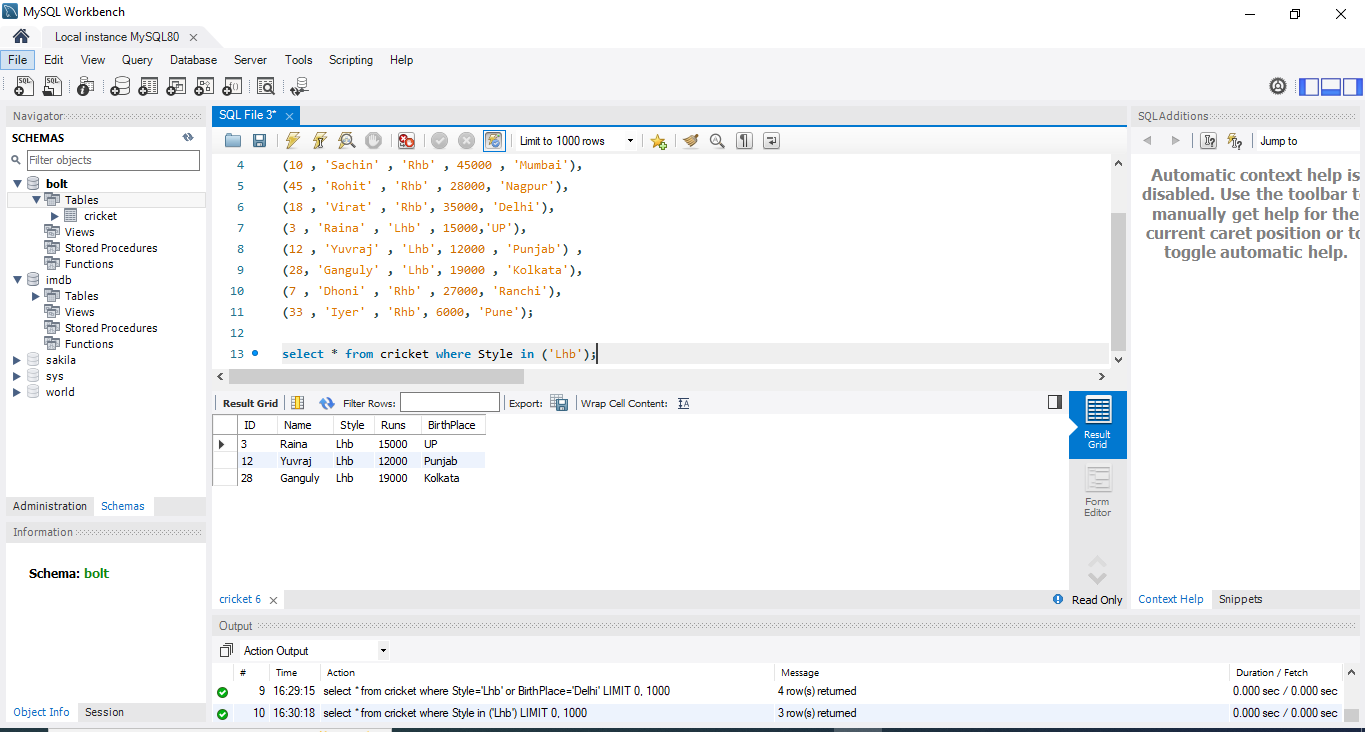 MySQL Workbench
Local instance MySQL80
File Edit View Query Database Server Tools Scripting Help
Navigator
SCHEMAS
Filter objects
bolt
Tables
cricket
Views
Stored Procedures
Functions
imdb
Tables
Views
Stored Procedures
Functions
sakila
sys
world
Administration Schemas
Information
Schema: bolt
Object Info Session
SQL File 3*
Limit to 1000 rows
4 (10 , 'Sachin' , 'Rhb' , 45000 , 'Mumbai'),
5 (45 , 'Rohit' , 'Rhb' , 28000, 'Nagpur'),
6 (18 , 'Virat' , 'Rhb', 35000, 'Delhi'),
7 (3 , 'Raina' , 'Lhb' , 15000,'UP'),
8 (12 , 'Yuvraj' , 'Lhb', 12000 , 'Punjab') ,
9 (28, 'Ganguly' , 'Lhb', 19000 , 'Kolkata'),
10 (7 , 'Dhoni' , 'Rhb' , 27000, 'Ranchi'),
11 (33 , 'Iyer' , 'Rhb', 6000, 'Pune');
12
13 select * from cricket where Style in ('Lhb');
Result Grid Filter Rows: Export: Wrap Cell Content:
ID Name Style Runs BirthPlace
3 Raina Lhb 15000 UP
12 Yuvraj Lhb 12000 Punjab
28 Ganguly Lhb 19000 Kolkata
Result
Grid
Form
Editor
cricket 6
Read Only
SQLAdditions
Jump to
Automatic context help is
disabled. Use the toolbar t
manually get help for the
current caret position or to
toggle automatic help.
Context Help Snippets
Output
Action Output
# Time Action Message Duration / Fetch
9 16:29:15 select * from cricket where Style='Lhb' or BirthPlace='Delhi' LIMIT 0, 1000 4 row(s) returned 0.000 sec / 0.000 sec
10 16:30:18 select * from cricket where Style in ('Lhb') LIMIT 0, 1000 3 row(s) returned 0.000 sec / 0.000 sec